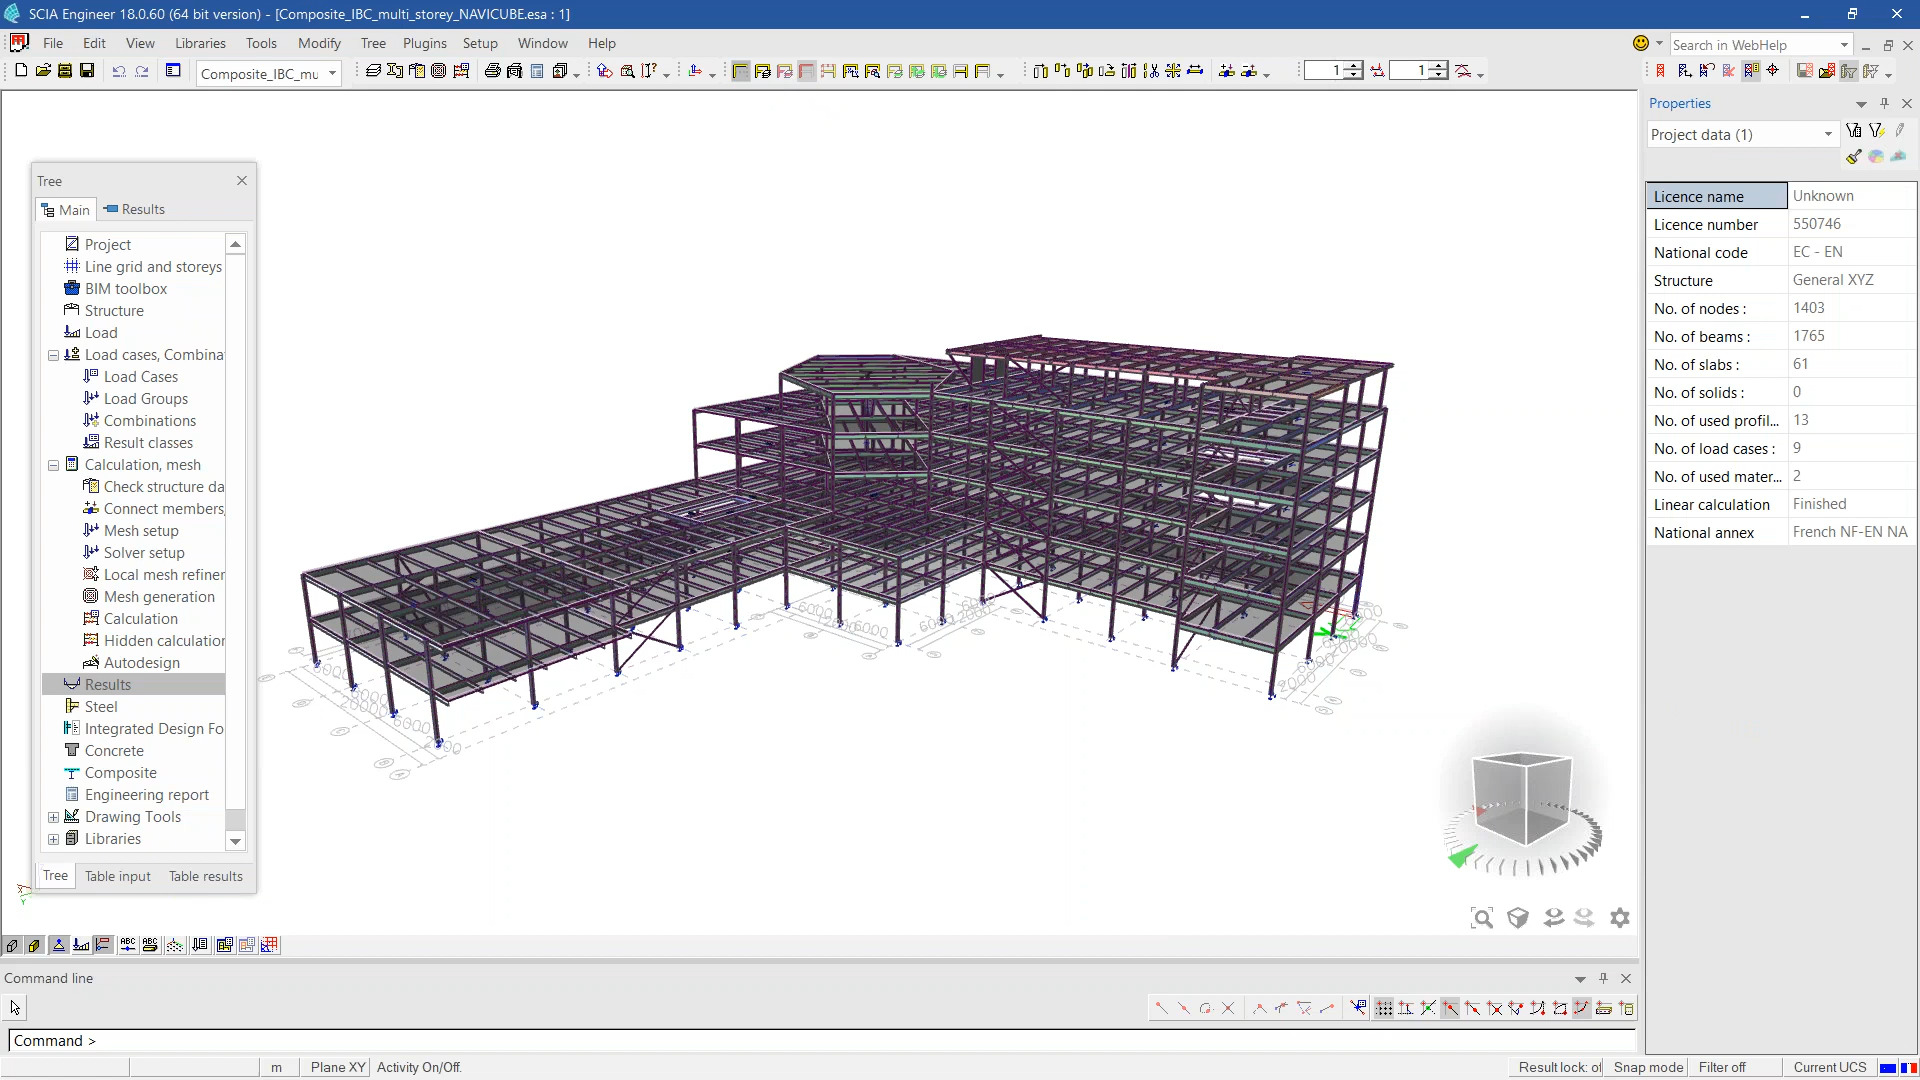 SCIA Engineer 18.0.60 (64 bit version) - [Composite_IBC_multi_storey_NAVICUBE.esa : 1]
File Edit View Libraries Tools Modify Tree Plugins Setup Window Help
Search in WebHelp
Composite_IBC_mu
1
1
Properties
Project data (1)
Licence name Unknown
Licence number 550746
National code EC - EN
Structure General XYZ
No. of nodes : 1403
No. of beams : 1765
No. of slabs : 61
No. of solids : 0
No. of used profil... 13
No. of load cases : 9
No. of used mater... 2
Linear calculation Finished
National annex French NF-EN NA
Tree
Main Results
Project
Line grid and storeys
BIM toolbox
Structure
Load
Load cases, Combina
Load Cases
Load Groups
Combinations
Result classes
Calculation, mesh
Check structure da
Connect members,
Mesh setup
Solver setup
Local mesh refiner
Mesh generation
Calculation
Hidden calculation
Autodesign
Results
Steel
Integrated Design Fo
Concrete
Composite
Engineering report
Drawing Tools
Libraries
Tree Table input Table results
6000
6000
2000
Command line
Command >
m Plane XY Activity On/Off.
Result lock: of Snap mode Filter off Current UCS